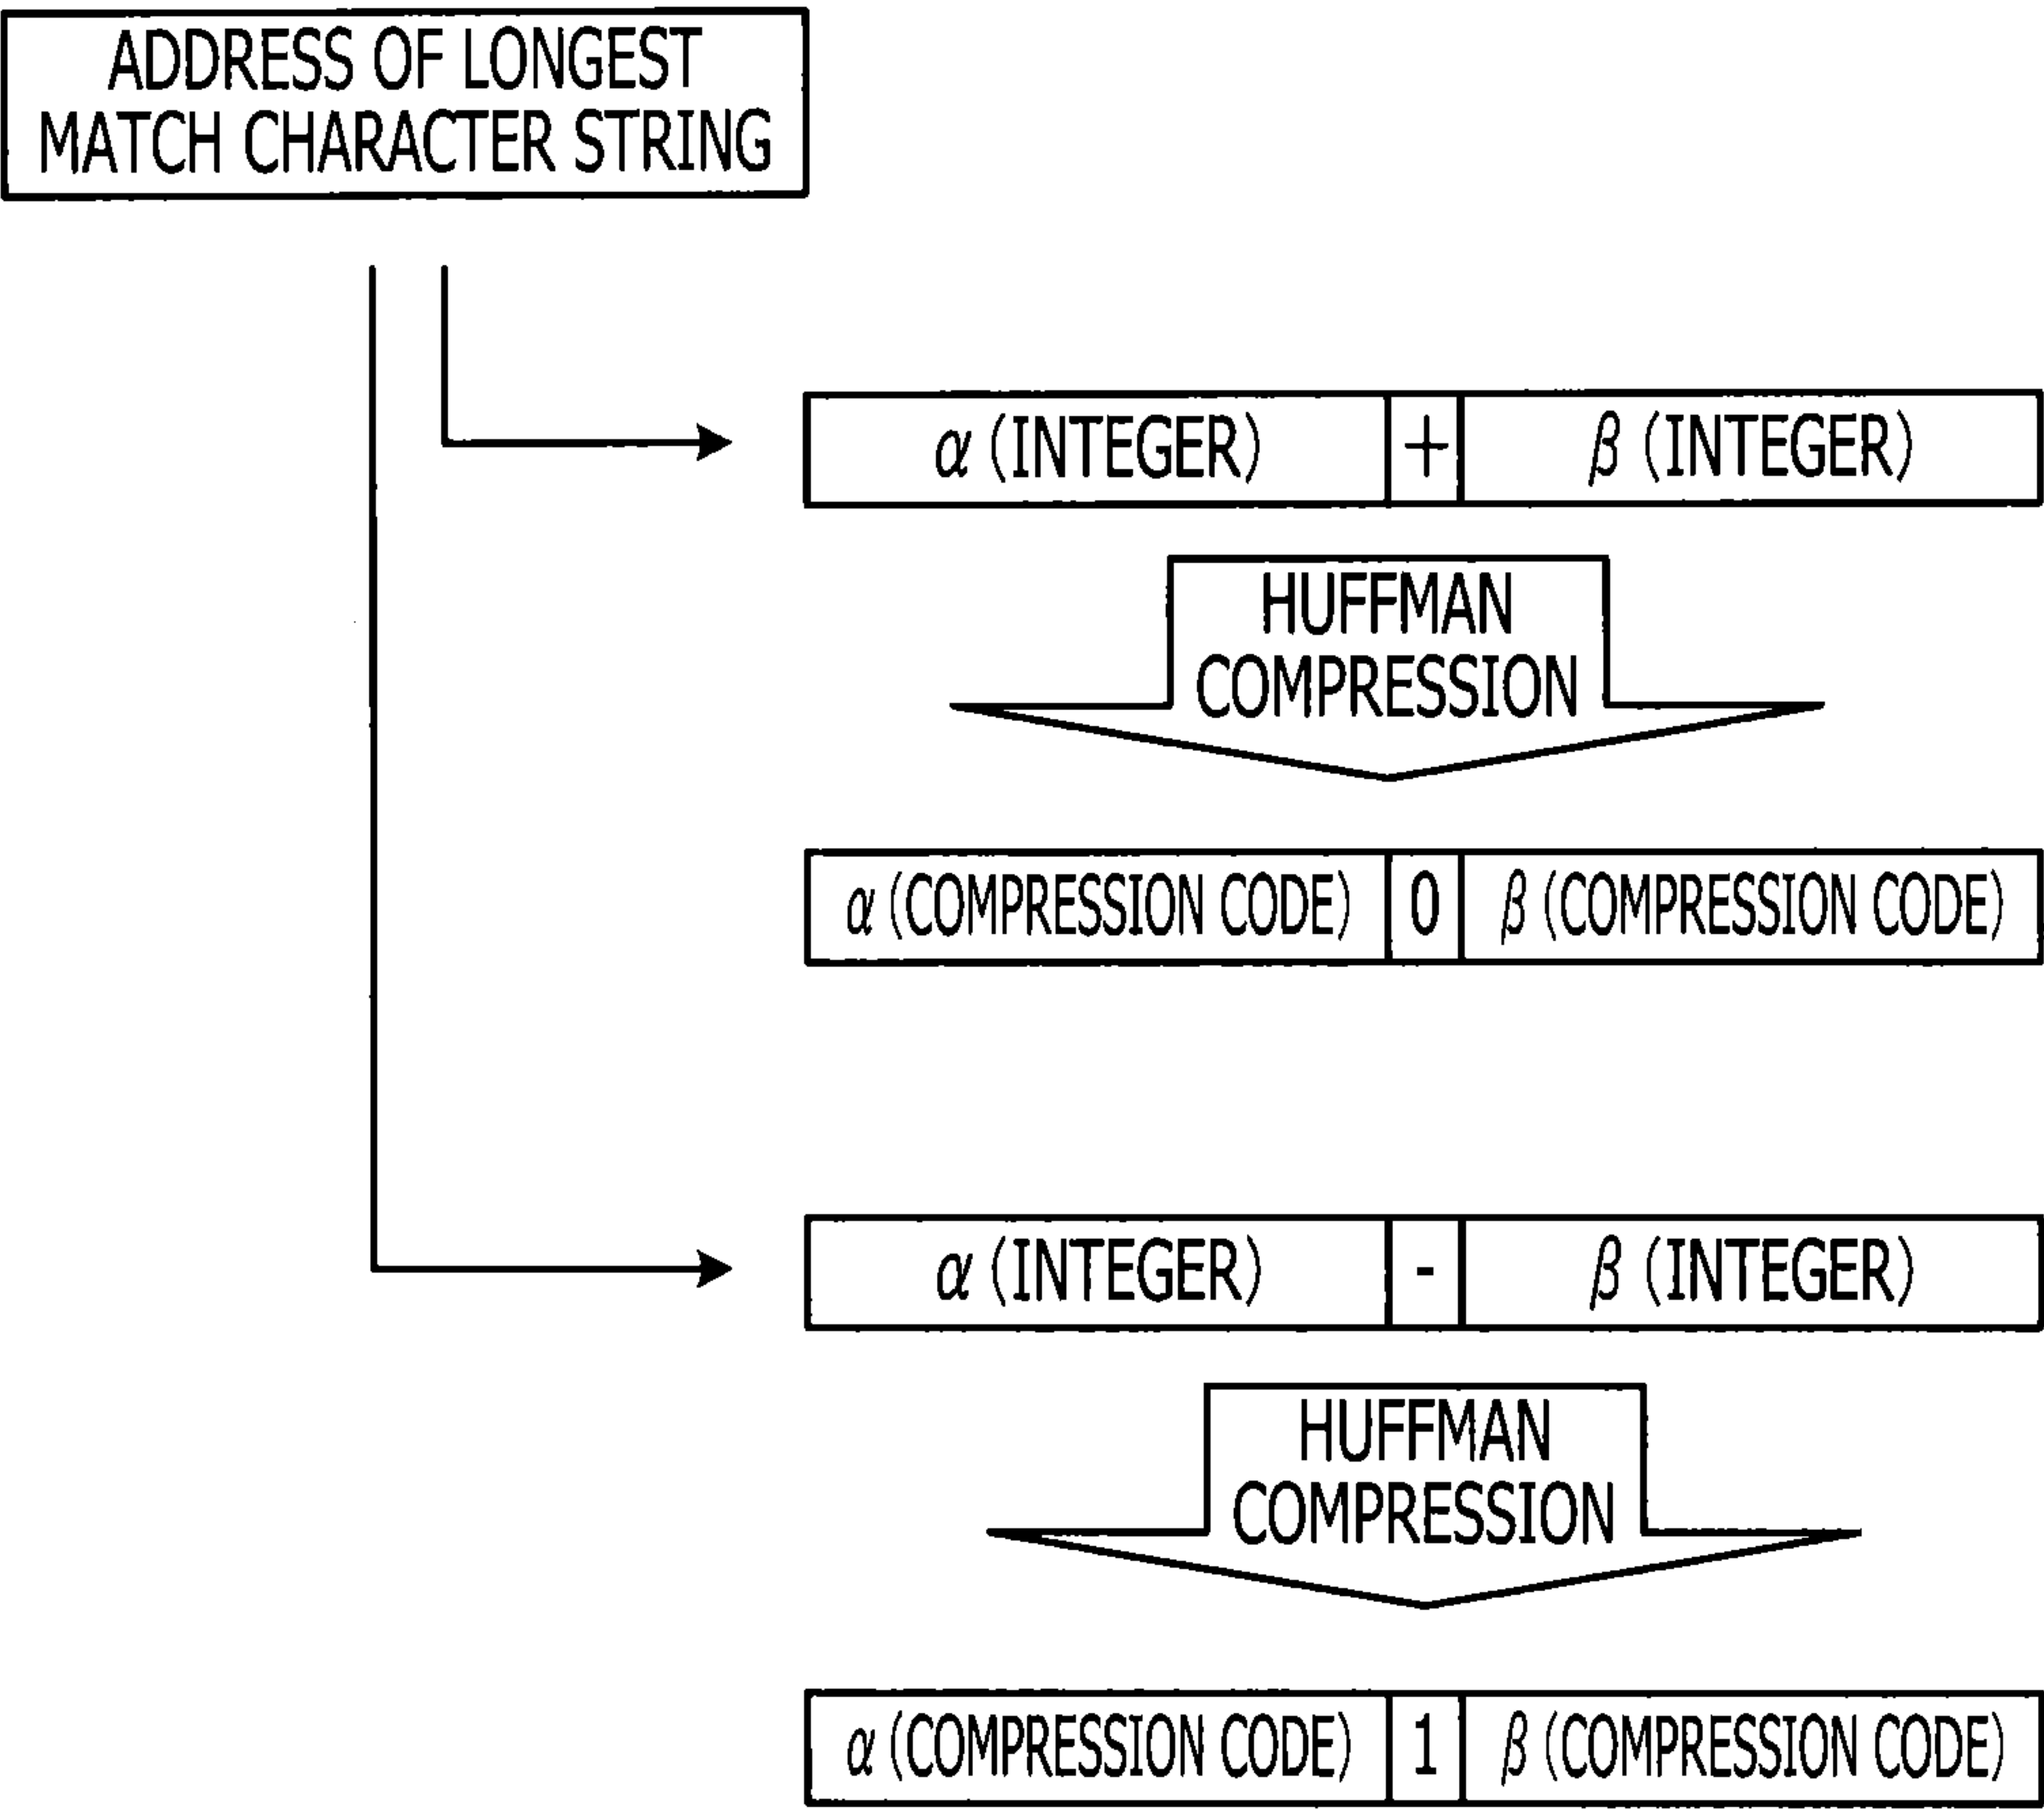 ADDRESS OF LONGEST
MATCH CHARACTER STRING
α (INTEGER) + β (INTEGER)
HUFFMAN
COMPRESSION
α (COMPRESSION CODE) 0 β (COMPRESSION CODE)
α (INTEGER) - β (INTEGER)
HUFFMAN
COMPRESSION
α (COMPRESSION CODE) 1 β (COMPRESSION CODE)